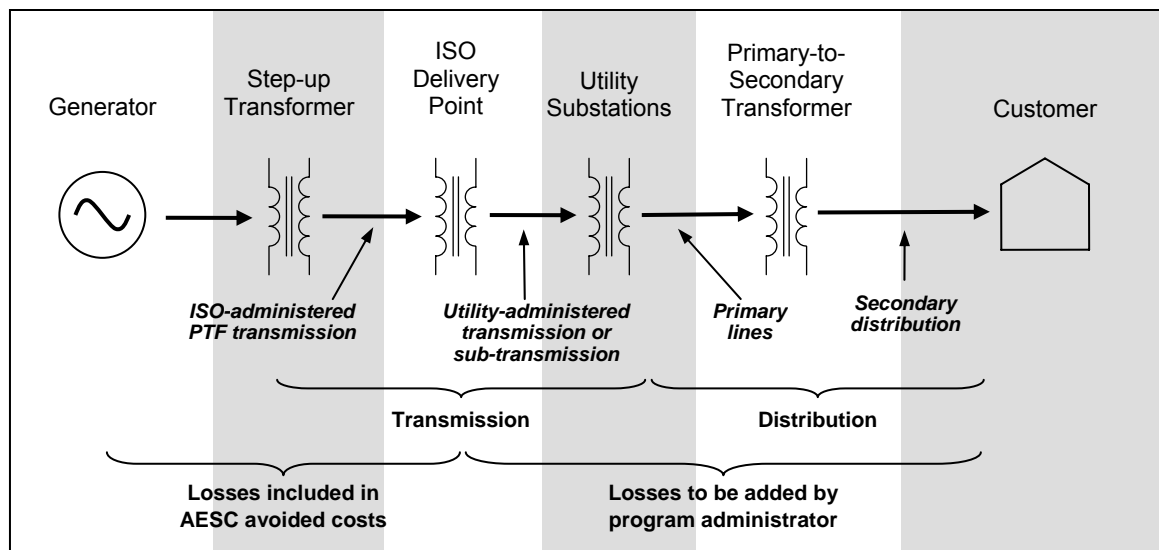 Generator
Step-up
Transformer
ISO
Delivery
Point
Utility
Substations
Primary-to-
Secondary
Transformer
Customer
ISO-administered
PTF transmission
Utility-administered
transmission or
sub-transmission
Primary
lines
Secondary
distribution
Transmission
Distribution
Losses included in
AESC avoided costs
Losses to be added by
program administrator